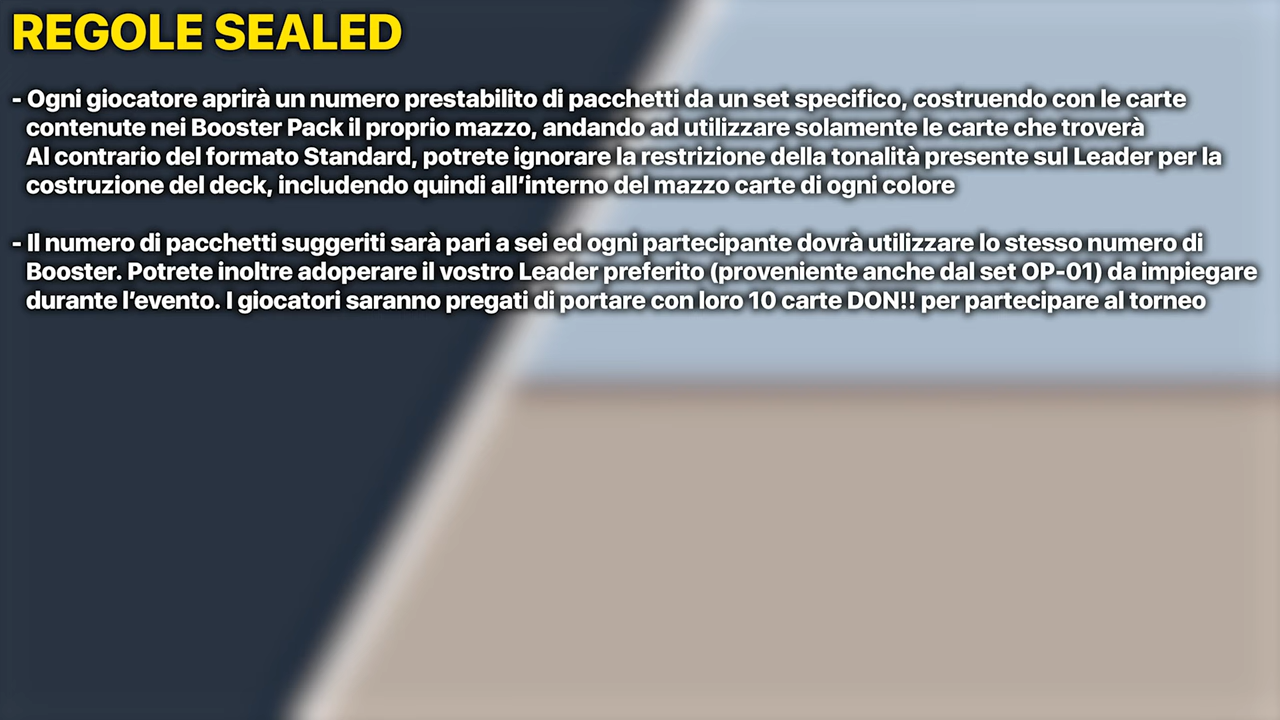 REGOLE SEALED
- Ogni giocatore aprirà un numero prestabilito di pacchetti da un set specifico, costruendo con le carte
contenute nei Booster Pack il proprio mazzo, andando ad utilizzare solamente le carte che troverà
Al contrario del formato Standard, potrete ignorare la restrizione della tonalità presente sul Leader per la
costruzione del deck, includendo quindi all’interno del mazzo carte di ogni colore
- Il numero di pacchetti suggeriti sarà pari a sei ed ogni partecipante dovrà utilizzare lo stesso numero di
Booster. Potrete inoltre adoperare il vostro Leader preferito (proveniente anche dal set OP-01) da impiegare
durante l’evento. I giocatori saranno pregati di portare con loro 10 carte DON!! per partecipare al torneo